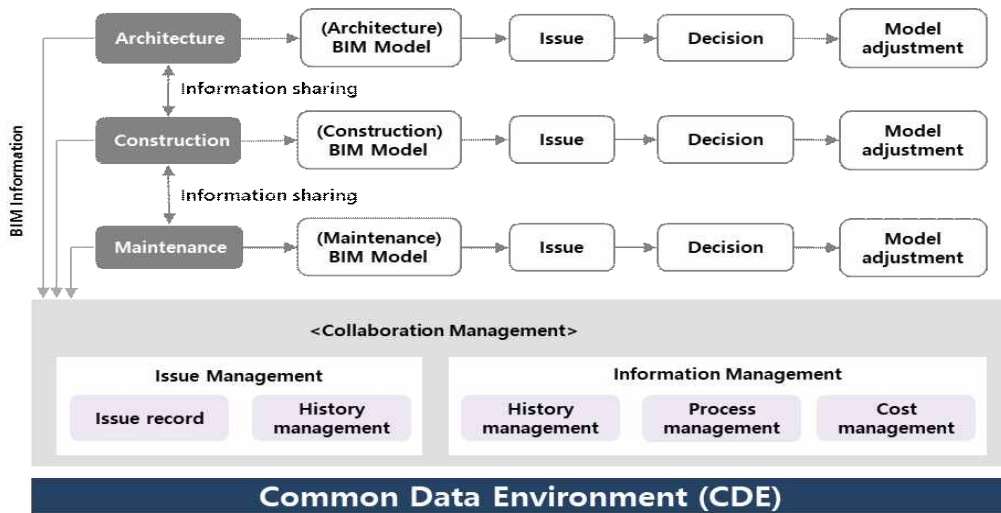 Architecture
(Architecture)
BIM Model
Issue
Decision
Model
adjustment
Information sharing
Construction
(Construction)
BIM Model
Issue
Decision
Model
adjustment
Information sharing
Maintenance
(Maintenance)
BIM Model
Issue
Decision
Model
adjustment
BIM Information
<Collaboration Management>
Issue Management
Issue record
History
management
Information Management
History
management
Process
management
Cost
management
Common Data Environment (CDE)